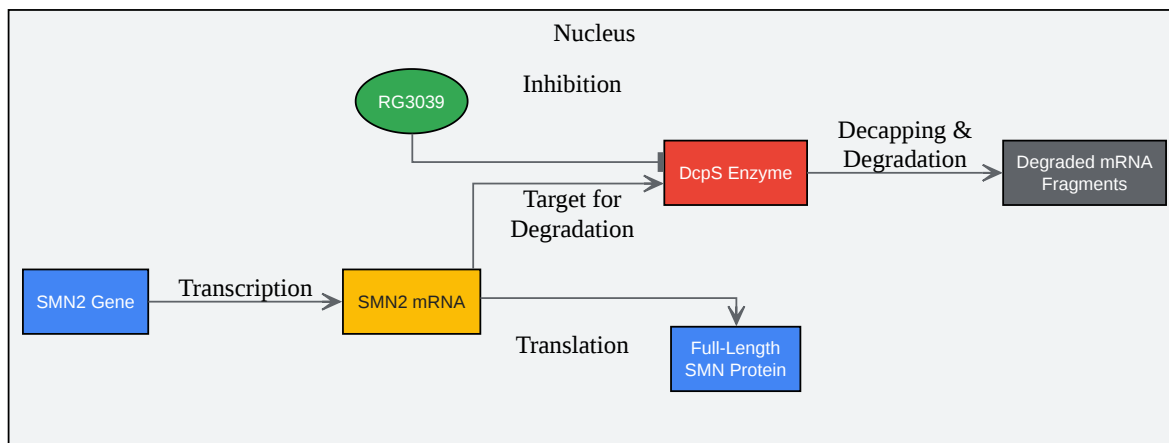 Nucleus
Inhibition
RG3039
Decapping &
Degradation
DcpS Enzyme
Degraded mRNA
Fragments
Target for
Degradation
Transcription
SMN2 Gene
SMN2 mRNA
Translation
Full-Length
SMN Protein